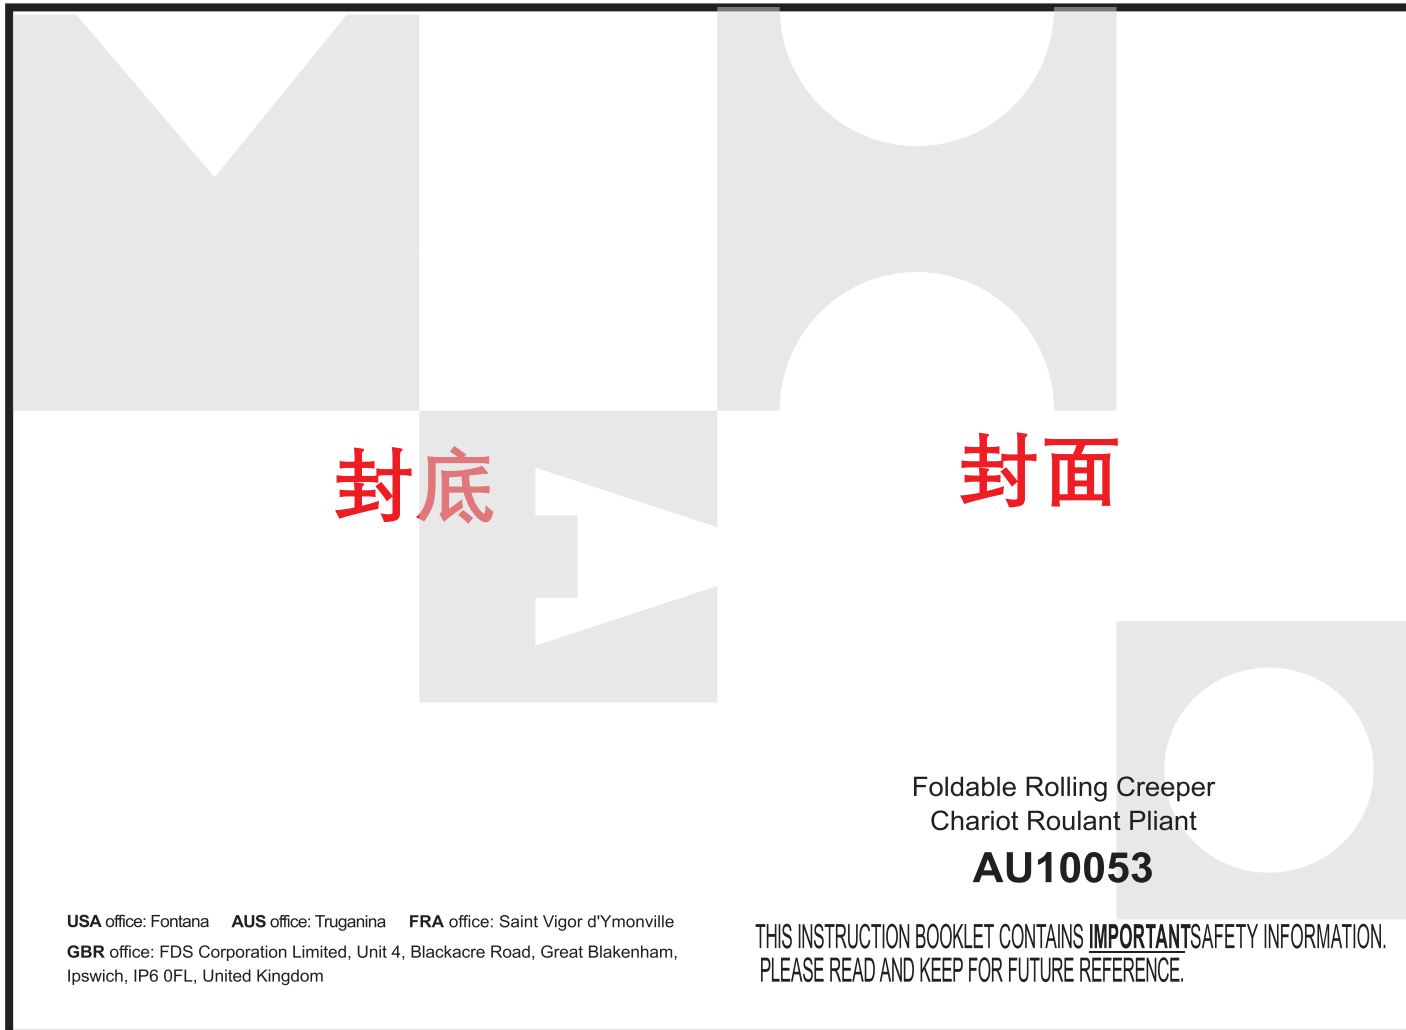 封底
USA office: Fontana AUS office: Truganina FRA office: Saint Vigor d'Ymonville
GBR office: FDS Corporation Limited, Unit 4, Blackacre Road, Great Blakenham,
Ipswich, IP6 0FL, United Kingdom
封面
Foldable Rolling Creeper
Chariot Roulant Pliant
AU10053
THIS INSTRUCTION BOOKLET CONTAINS IMPORTANTSAFETY INFORMATION.
PLEASE READ AND KEEP FOR FUTURE REFERENCE.